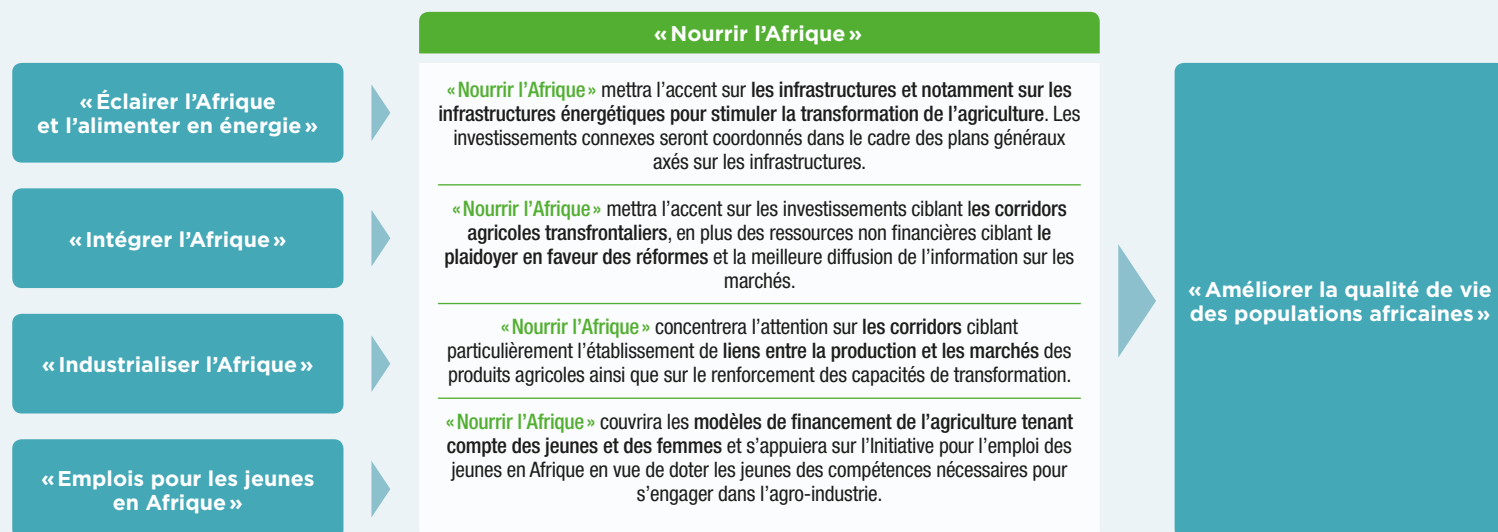 «Nourrir l’Afrique»
«Éclairer l’Afrique
et l’alimenter en énergie»
«Nourrir l’Afrique» mettra l’accent sur les infrastructures et notamment sur les
infrastructures énergétiques pour stimuler la transformation de l’agriculture. Les
investissements connexes seront coordonnés dans le cadre des plans généraux
axés sur les infrastructures.
«Intégrer l’Afrique»
«Nourrir l’Afrique» mettra l’accent sur les investissements ciblant les corridors
agricoles transfrontaliers, en plus des ressources non financières ciblant le
plaidoyer en faveur des réformes et la meilleure diffusion de l’information sur les
marchés.
«Industrialiser l’Afrique»
«Nourrir l’Afrique» concentrera l’attention sur les corridors ciblant
particulièrement l’établissement de liens entre la production et les marchés des
produits agricoles ainsi que sur le renforcement des capacités de transformation.
«Emplois pour les jeunes
en Afrique»
«Nourrir l’Afrique» couvrira les modèles de financement de l’agriculture tenant
compte des jeunes et des femmes et s’appuiera sur l’Initiative pour l’emploi des
jeunes en Afrique en vue de doter les jeunes des compétences nécessaires pour
s’engager dans l’agro-industrie.
«Améliorer la qualité de vie
des populations africaines»